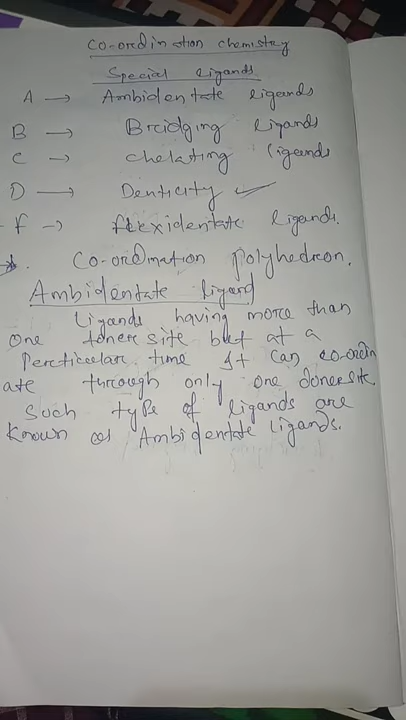 Co-ordination chemistry
Special ligands
A → Ambidentate ligands
B → Bridging ligands
C → chelating ligands
D → Denticity
F → flexidentate ligands.
Co-ordination polyhedron.
Ambidentate ligand
Ligands having more than
one doner site but at a
Percticular time It can co-ordin
ate through only one doner site.
Such type of ligands are
Known as Ambidentate ligands.